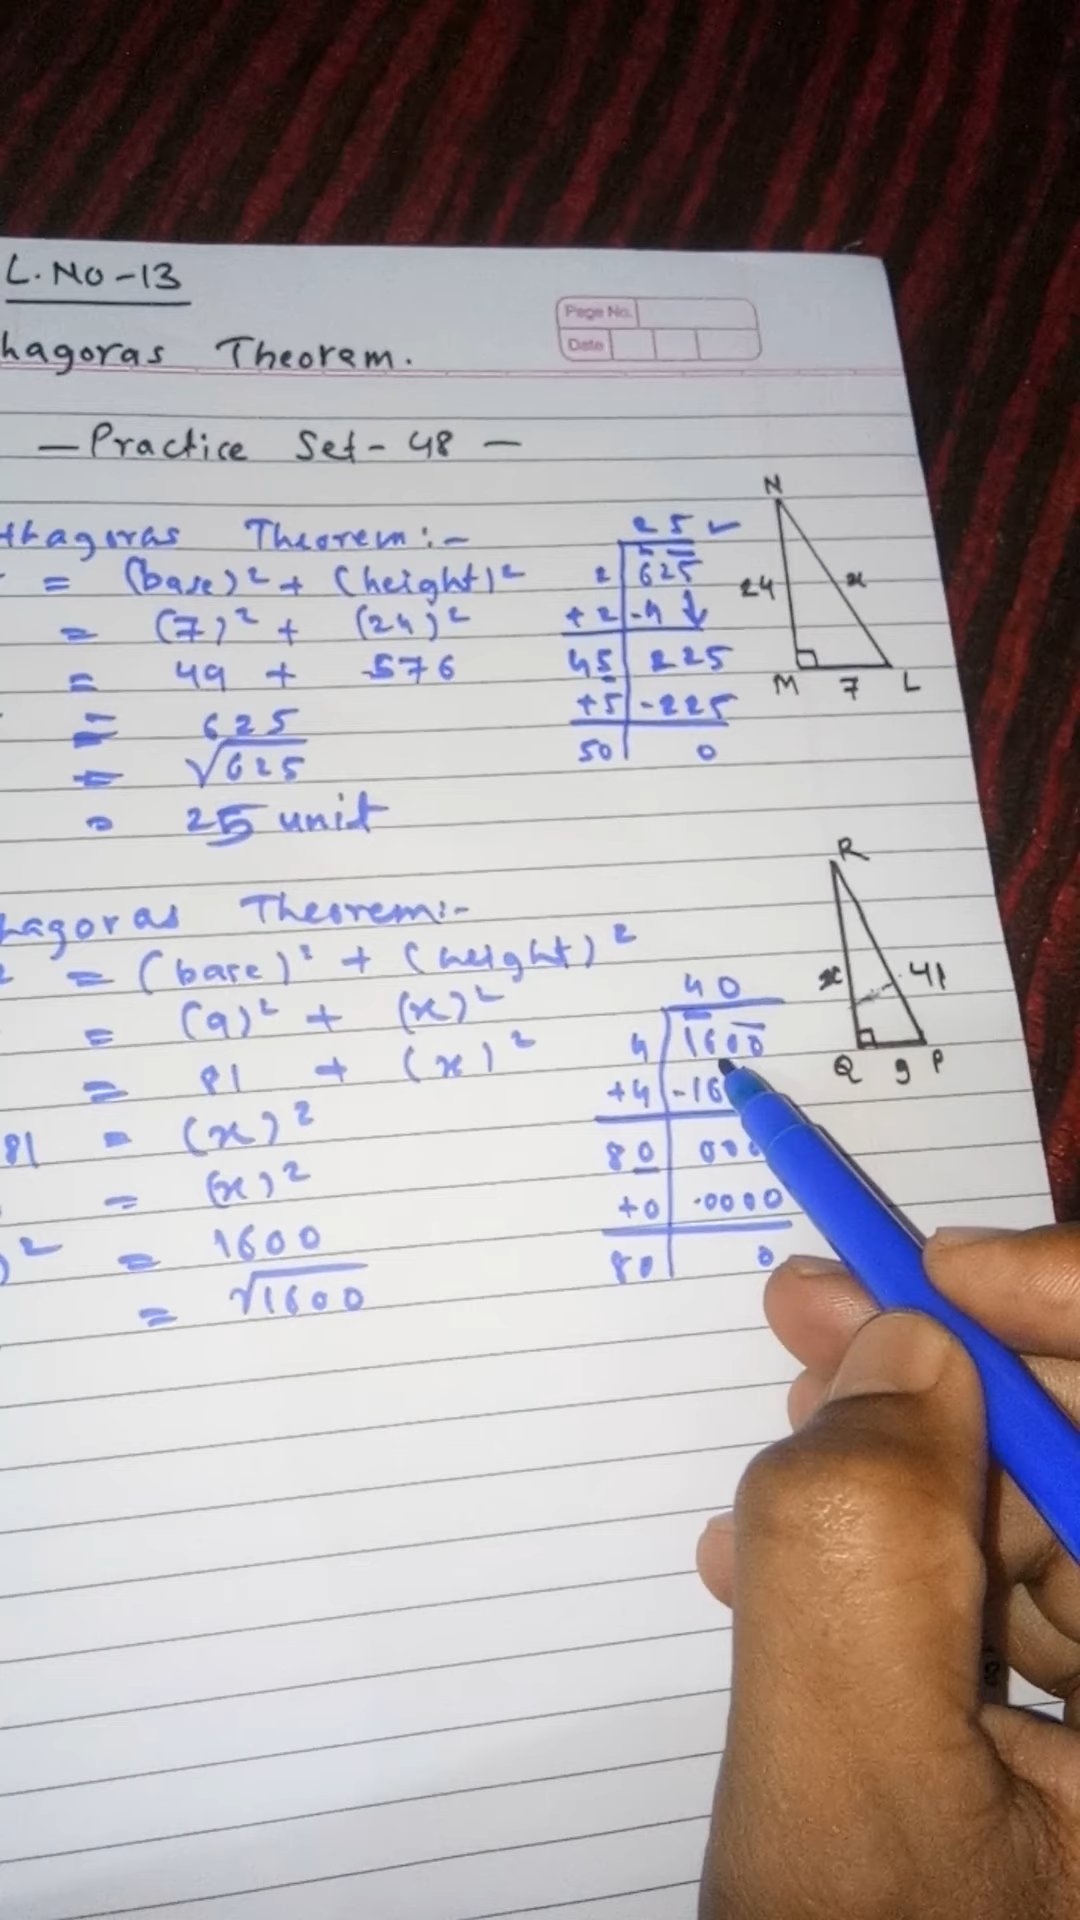 L. No - 13
Page No.
Date
hagoras Theorem.
— Practice Set - 48 —
thagoras Theorem :-
= (base)² + (height)²
= (7)² + (24)²
= 49 + 576
= 625
= √625
= 25 unit
25 ✓
2 625
+2 -4 ↓
45 225
+5 -225
50 0
N
24 x
M 7 L
hagoras Theorem:-
2 = (base)² + (height)²
= (9)² + (x)²
= 81 + (x)²
81 = (x)²
= (x)²
)² = 1600
= √1600
40
4 1600
+4 -16
80 000
+0 -0000
80 0
R
x 41
Q 9 P